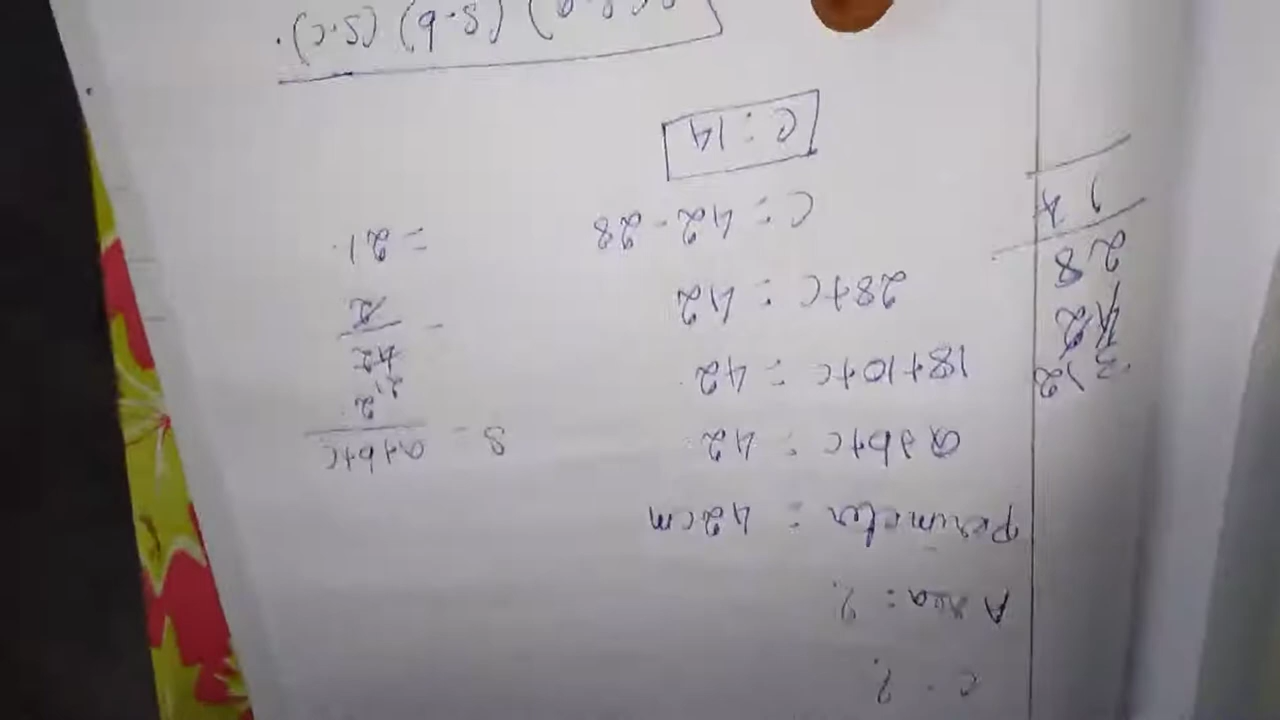 c = ?
Area = ?
Perimeter = 42cm
a+b+c = 42
18+10+c = 42
28+c = 42
C = 42-28
C = 14
S = a+b+c
2
42
2
= 21
(s-b) (s-c)
12
42
28
14